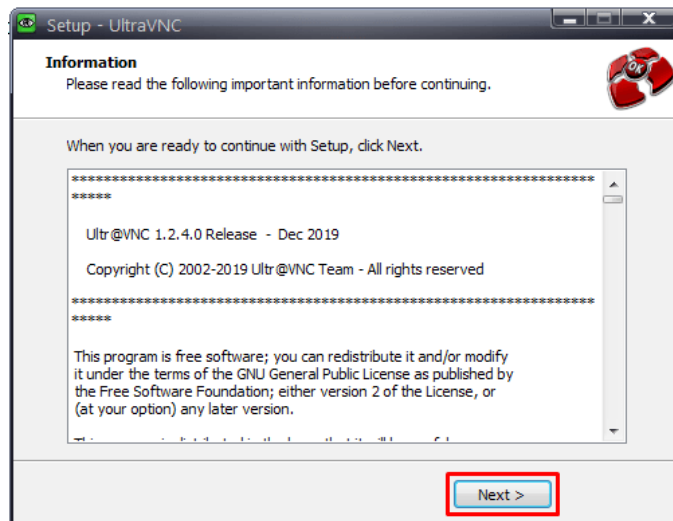 Setup - UltraVNC
Information
Please read the following important information before continuing.
OK
When you are ready to continue with Setup, click Next.
*****************************************************************
*****
Ultr@VNC 1.2.4.0 Release - Dec 2019
Copyright (C) 2002-2019 Ultr@VNC Team - All rights reserved
*****************************************************************
*****
This program is free software; you can redistribute it and/or modify
it under the terms of the GNU General Public License as published by
the Free Software Foundation; either version 2 of the License, or
(at your option) any later version.
Next >